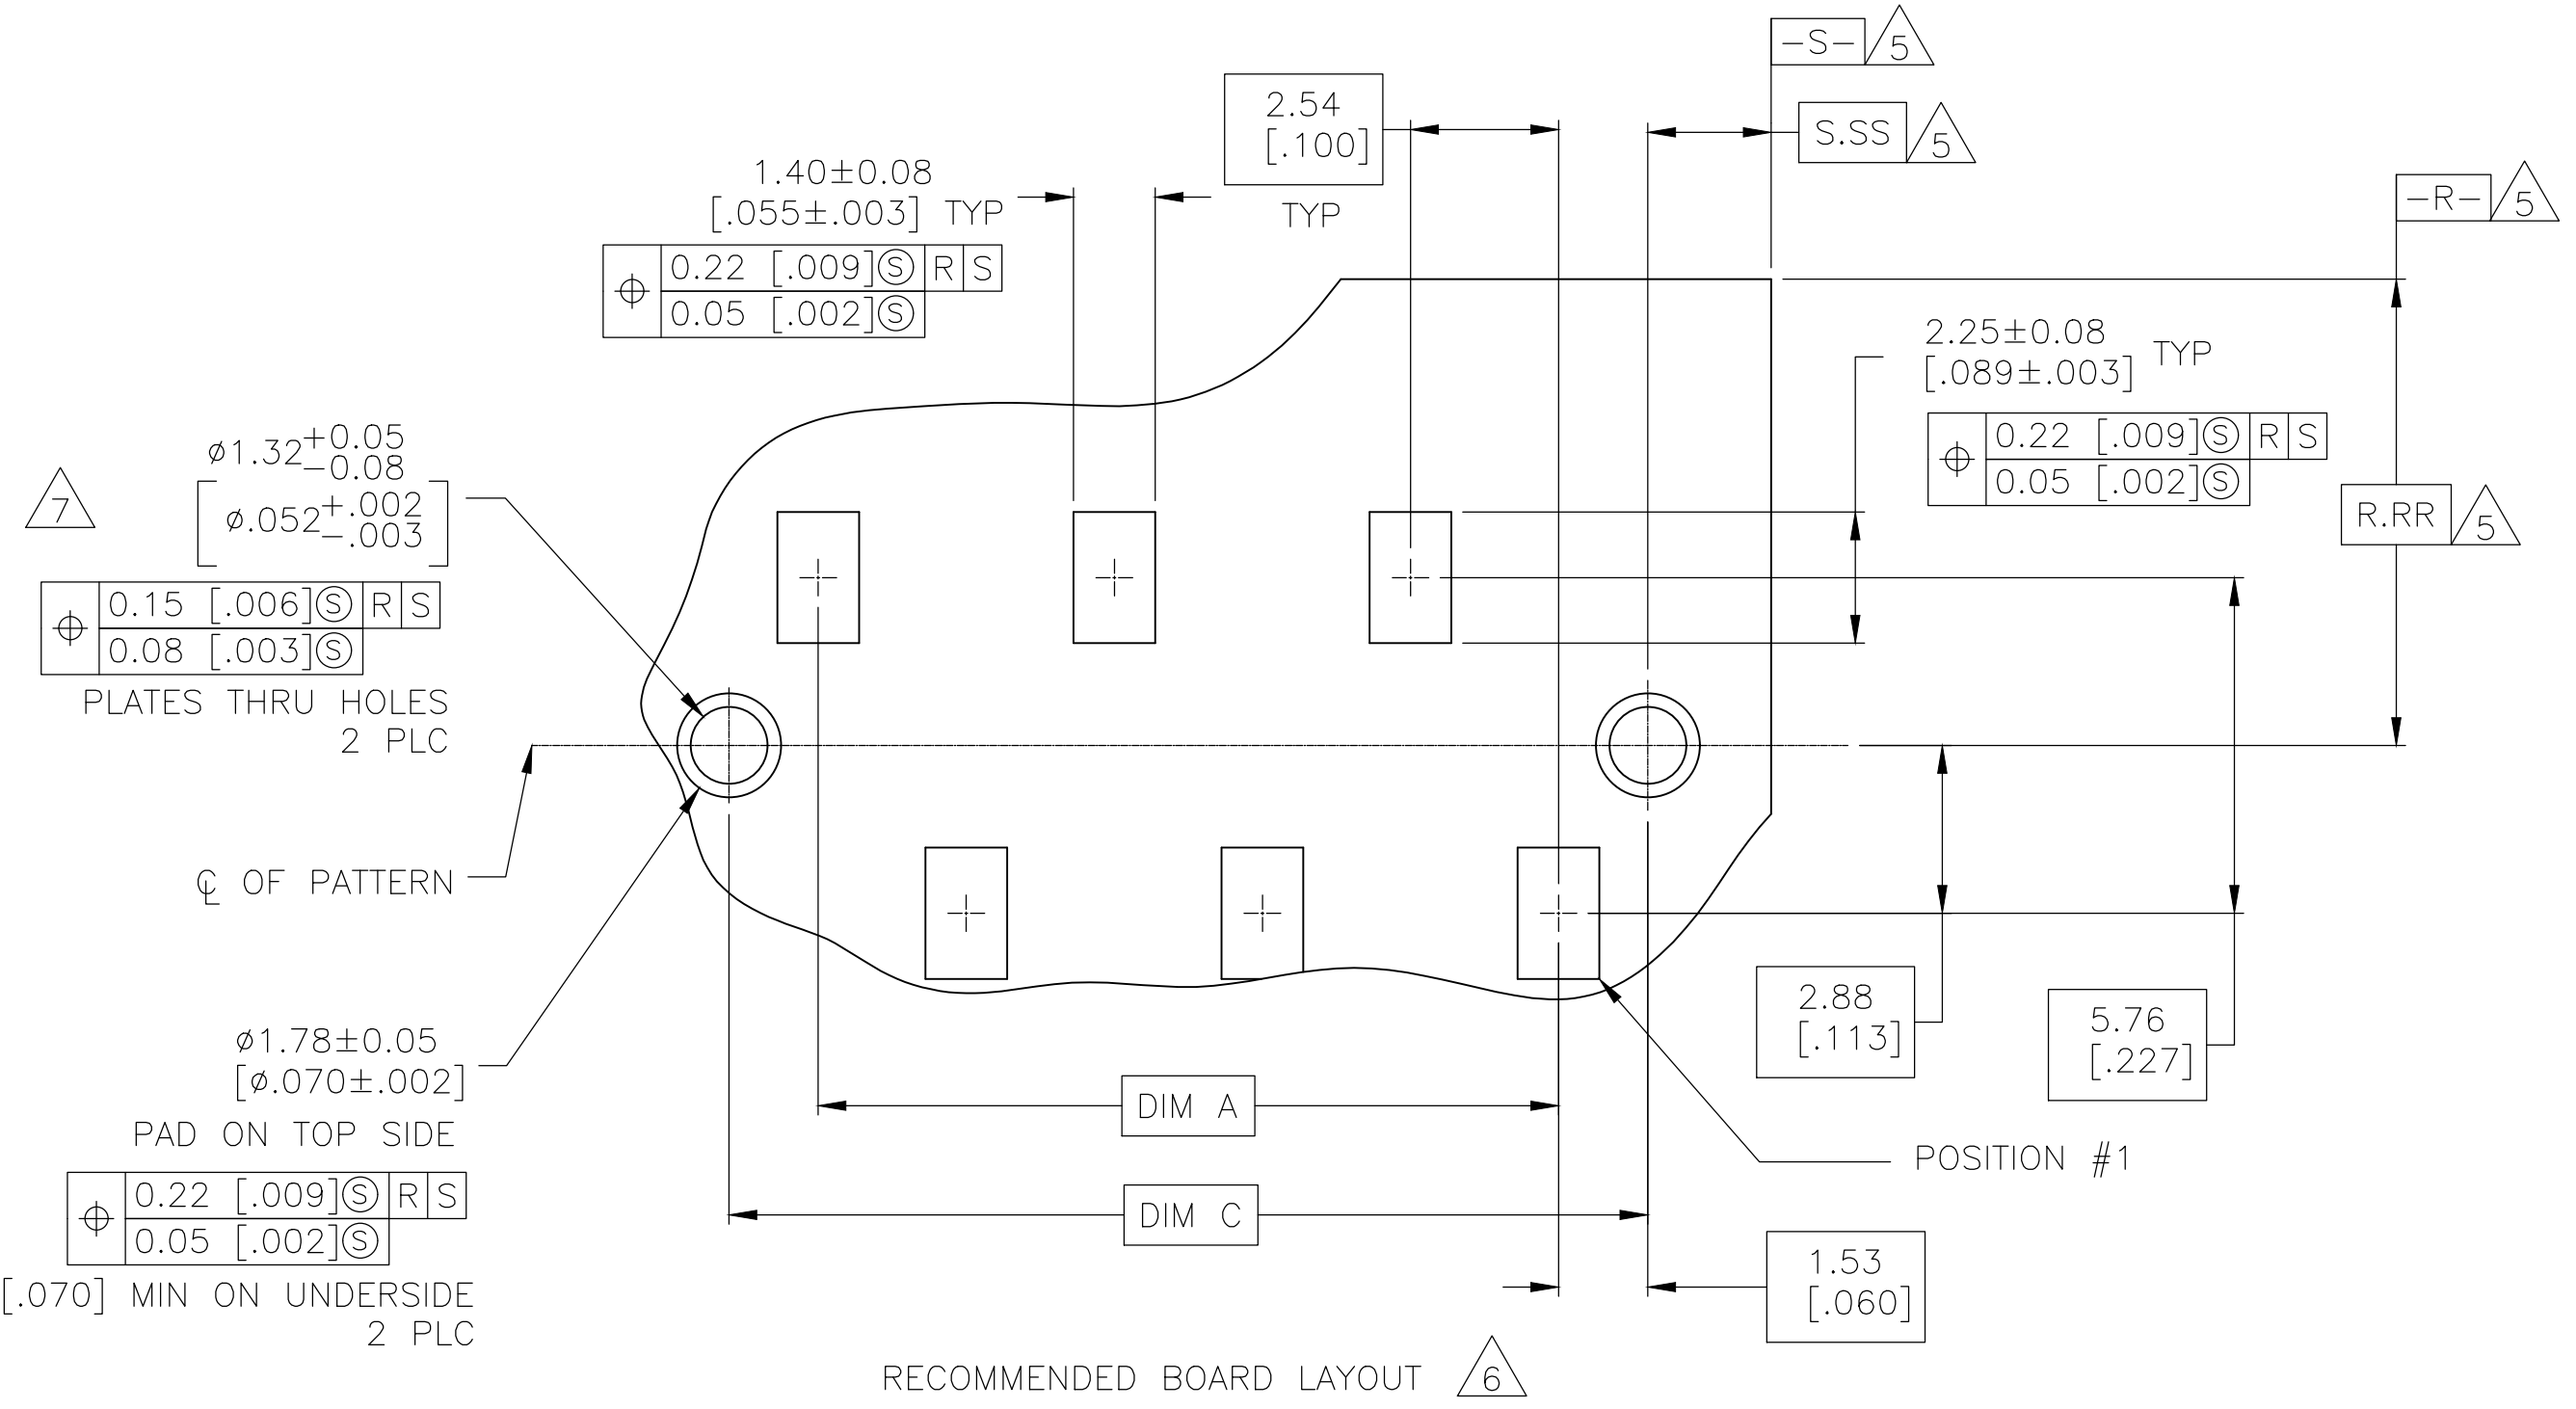 -S- 5
S.SS 5
2.54
[.100]
TYP
1.40±0.08
[.055±.003] TYP
⌖ 0.22 [.009]Ⓢ R S
0.05 [.002]Ⓢ
-R- 5
2.25±0.08
[.089±.003] TYP
⌖ 0.22 [.009]Ⓢ R S
0.05 [.002]Ⓢ
R.RR 5
7
ø1.32+0.05
-0.08
[ø.052+.002
-.003]
⌖ 0.15 [.006]Ⓢ R S
0.08 [.003]Ⓢ
PLATES THRU HOLES
2 PLC
℄ OF PATTERN
ø1.78±0.05
[ø.070±.002]
PAD ON TOP SIDE
⌖ 0.22 [.009]Ⓢ R S
0.05 [.002]Ⓢ
[.070] MIN ON UNDERSIDE
2 PLC
DIM A
DIM C
2.88
[.113]
5.76
[.227]
POSITION #1
1.53
[.060]
RECOMMENDED BOARD LAYOUT 6